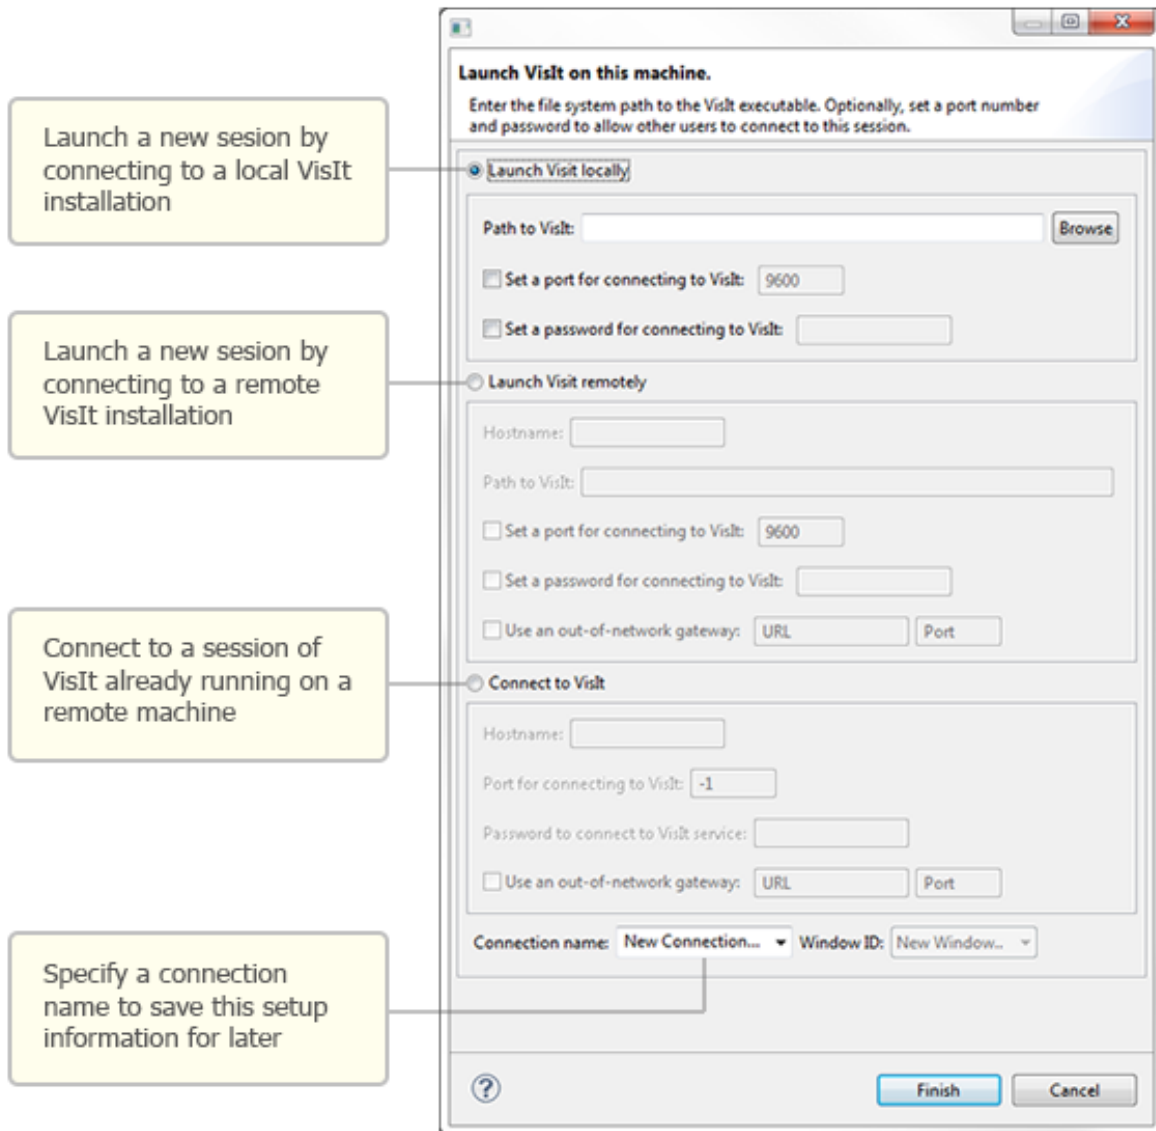 Launch VisIt on this machine.
Enter the file system path to the VisIt executable. Optionally, set a port number
and password to allow other users to connect to this session.
Launch a new sesion by
connecting to a local VisIt
installation
Launch Visit locally
Path to VisIt:
Browse
Set a port for connecting to VisIt:
9600
Set a password for connecting to VisIt:
Launch a new sesion by
connecting to a remote
VisIt installation
Launch Visit remotely
Hostname:
Path to VisIt:
Set a port for connecting to VisIt:
9600
Set a password for connecting to VisIt:
Use an out-of-network gateway:
URL
Port
Connect to a session of
VisIt already running on a
remote machine
Connect to VisIt
Hostname:
Port for connecting to VisIt:
-1
Password to connect to VisIt service:
Use an out-of-network gateway:
URL
Port
Specify a connection
name to save this setup
information for later
Connection name:
New Connection...
Window ID:
New Window...
?
Finish
Cancel